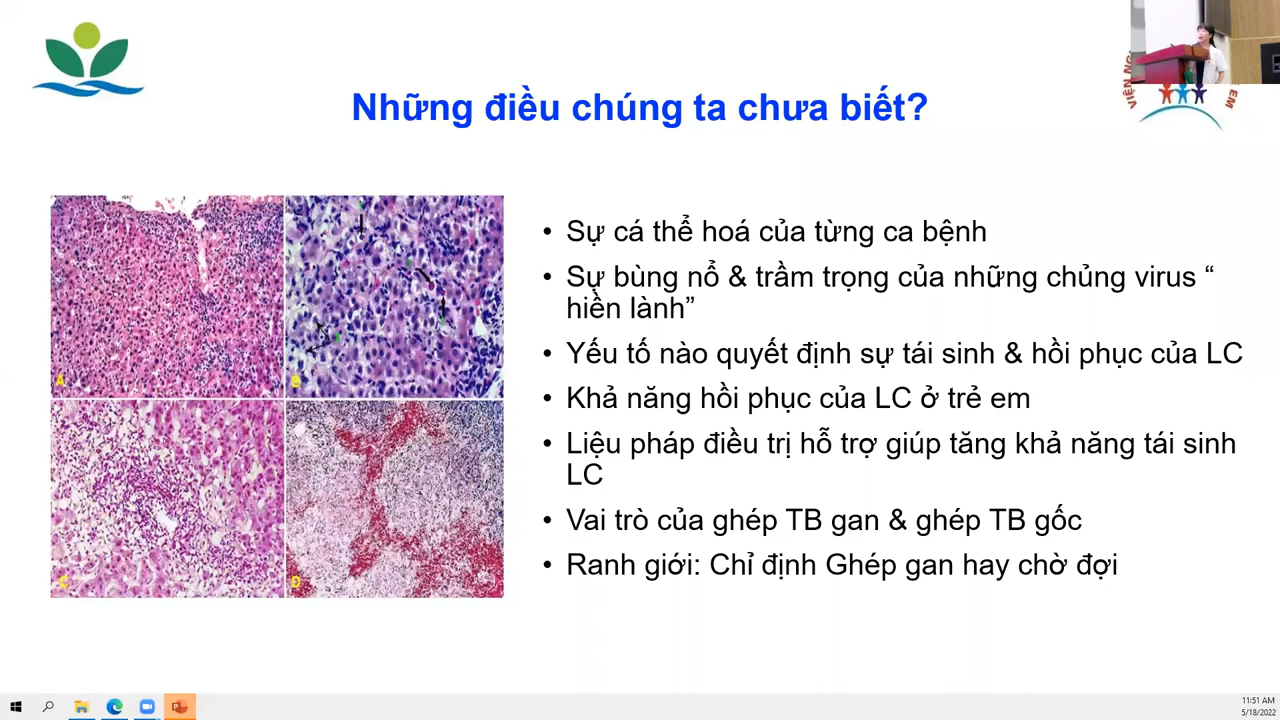 Những điều chúng ta chưa biết?
VIỆN
EM
A
B
C
D
• Sự cá thể hoá của từng ca bệnh
• Sự bùng nổ & trầm trọng của những chủng virus “
hiền lành”
• Yếu tố nào quyết định sự tái sinh & hồi phục của LC
• Khả năng hồi phục của LC ở trẻ em
• Liệu pháp điều trị hỗ trợ giúp tăng khả năng tái sinh
LC
• Vai trò của ghép TB gan & ghép TB gốc
• Ranh giới: Chỉ định Ghép gan hay chờ đợi
11:51 AM
5/18/2022